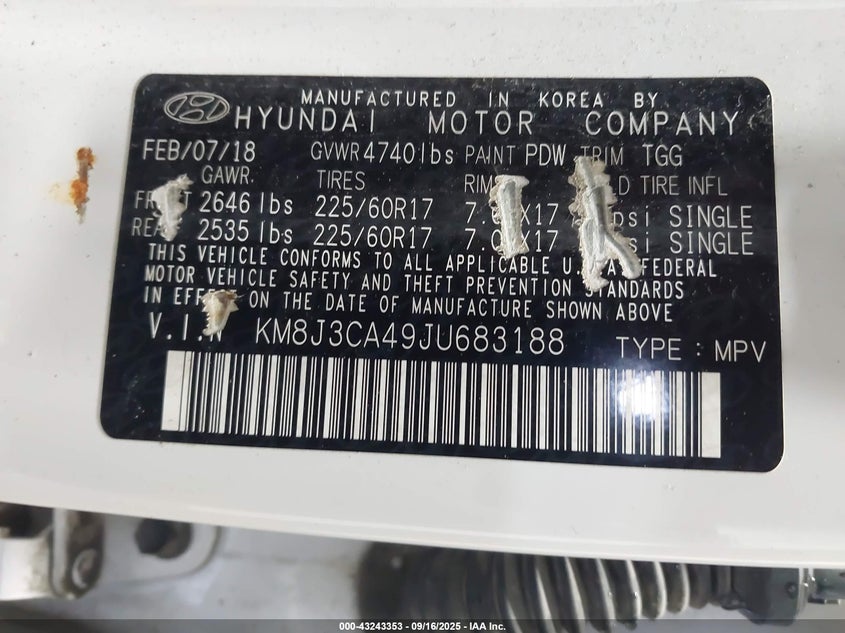 MANUFACTURED IN KOREA BY
HYUNDAI MOTOR COMPANY
FEB/07/18 GVWR 4740lbs PAINT PDW TRIM TGG
GAWR TIRES RIM TIRE INFL
2646 lbs 225/60R17 SINGLE
2535 lbs 225/60R17 SINGLE
THIS VEHICLE CONFORMS TO ALL APPLICABLE FEDERAL
MOTOR VEHICLE SAFETY AND THEFT PREVENTION STANDARDS
IN ON THE DATE OF MANUFACTURE SHOWN ABOVE
V.I.N KM8J3CA49JU683188 TYPE : MPV
000-43243353 - 09/16/2025 - IAA Inc.